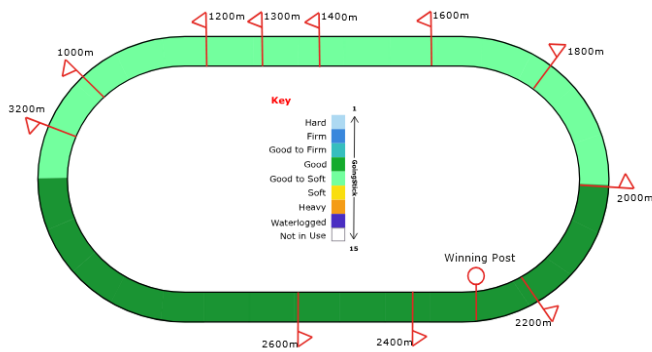 1200m
1300m
1400m
1600m
1800m
1000m
3200m
Key
1
Hard
Firm
Good to Firm
Good
Good to Soft
Soft
Heavy
Waterlogged
Not in Use
GoingStick
15
2000m
Winning Post
2200m
2400m
2600m